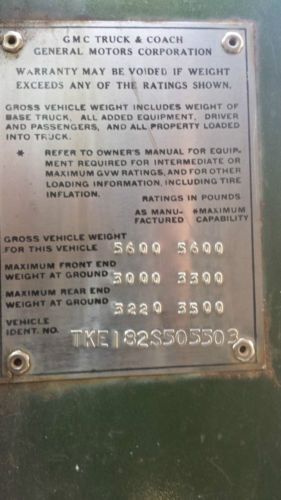 GMC TRUCK & COACH
GENERAL MOTORS CORPORATION
WARRANTY MAY BE VOIDED IF WEIGHT
EXCEEDS ANY OF THE RATINGS SHOWN.
GROSS VEHICLE WEIGHT INCLUDES WEIGHT OF
BASE TRUCK, ALL ADDED EQUIPMENT, DRIVER
AND PASSENGERS, AND ALL PROPERTY LOADED
INTO TRUCK.
* REFER TO OWNER'S MANUAL FOR EQUIP-
MENT REQUIRED FOR INTERMEDIATE OR
MAXIMUM GVW RATINGS, AND FOR OTHER
LOADING INFORMATION, INCLUDING TIRE
INFLATION.
RATINGS IN POUNDS
AS MANU- *MAXIMUM
FACTURED CAPABILITY
GROSS VEHICLE WEIGHT
FOR THIS VEHICLE 5600 5600
MAXIMUM FRONT END
WEIGHT AT GROUND 3000 3300
MAXIMUM REAR END
WEIGHT AT GROUND 3220 3500
VEHICLE
IDENT. NO. TKE182S505503